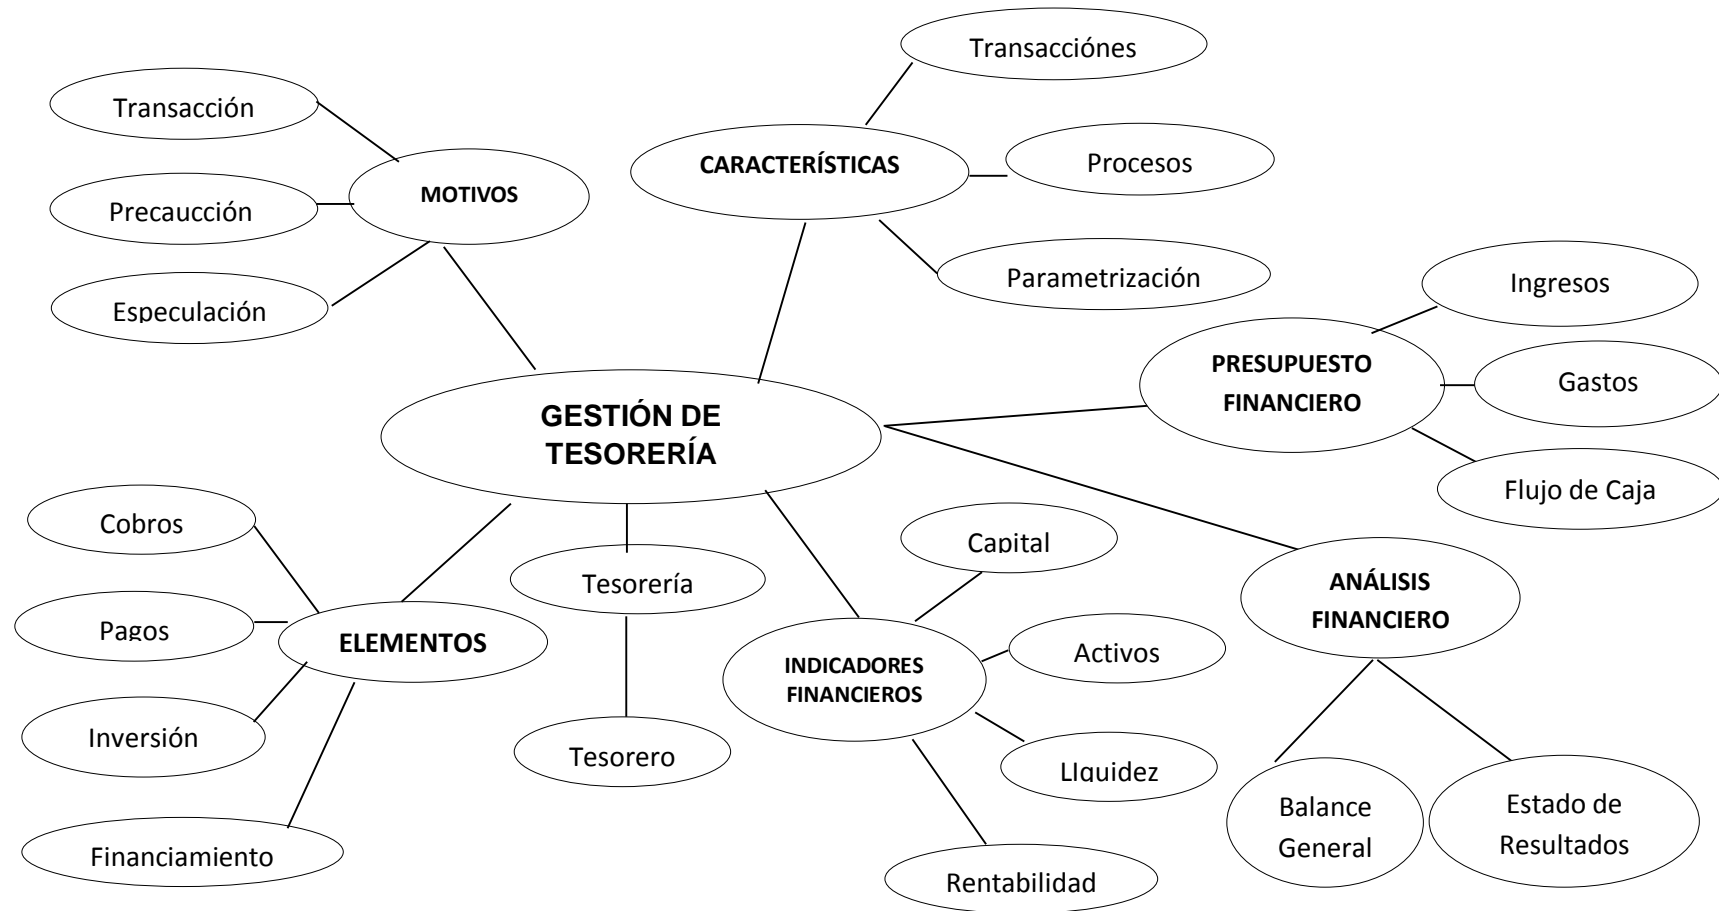 Transacciónes
Transacción
CARACTERÍSTICAS
Procesos
MOTIVOS
Precaucción
Parametrización
Especulación
Ingresos
PRESUPUESTO
FINANCIERO
Gastos
GESTIÓN DE
TESORERÍA
Flujo de Caja
Cobros
Capital
Tesorería
ANÁLISIS
FINANCIERO
Pagos
ELEMENTOS
INDICADORES
FINANCIEROS
Activos
Inversión
Tesorero
LIquidez
Balance
General
Estado de
Resultados
Financiamiento
Rentabilidad